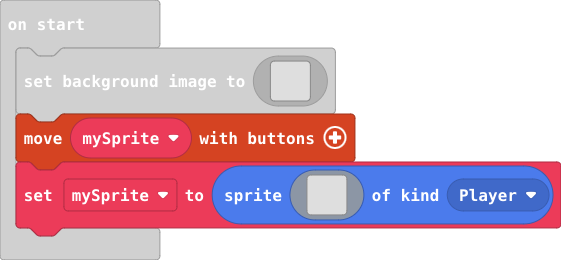 on start
set background image to
move mySprite with buttons
set mySprite to sprite of kind Player